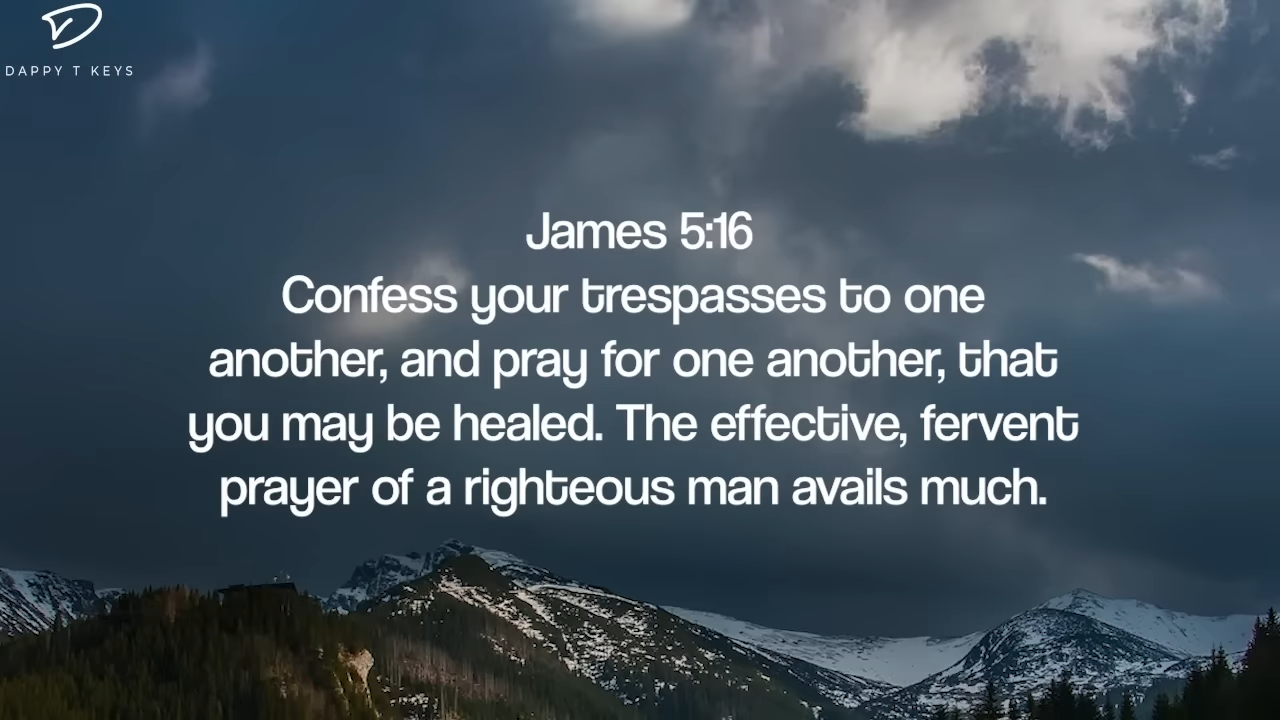 DAPPY T KEYS
James 5:16
Confess your trespasses to one
another, and pray for one another, that
you may be healed. The effective, fervent
prayer of a righteous man avails much.